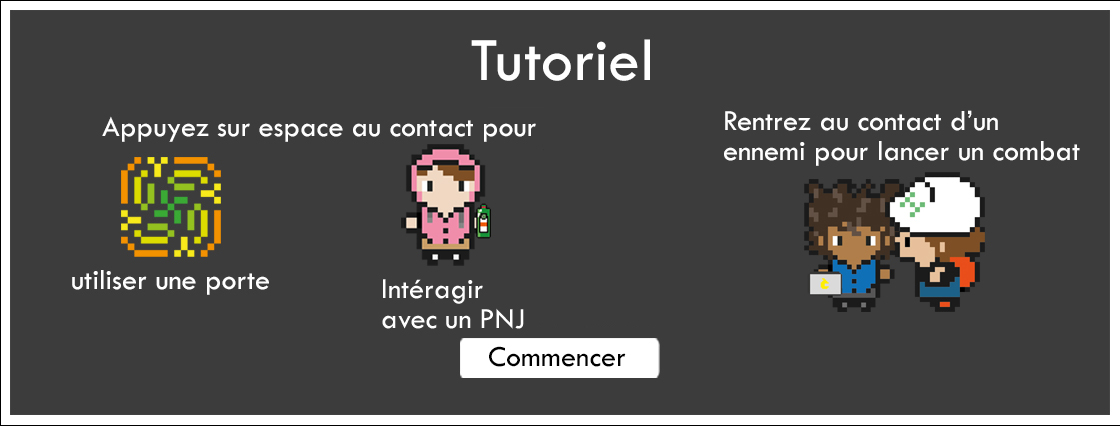 Tutoriel
Appuyez sur espace au contact pour
utiliser une porte
Intéragir
avec un PNJ
Rentrez au contact d'un
ennemi pour lancer un combat
Commencer